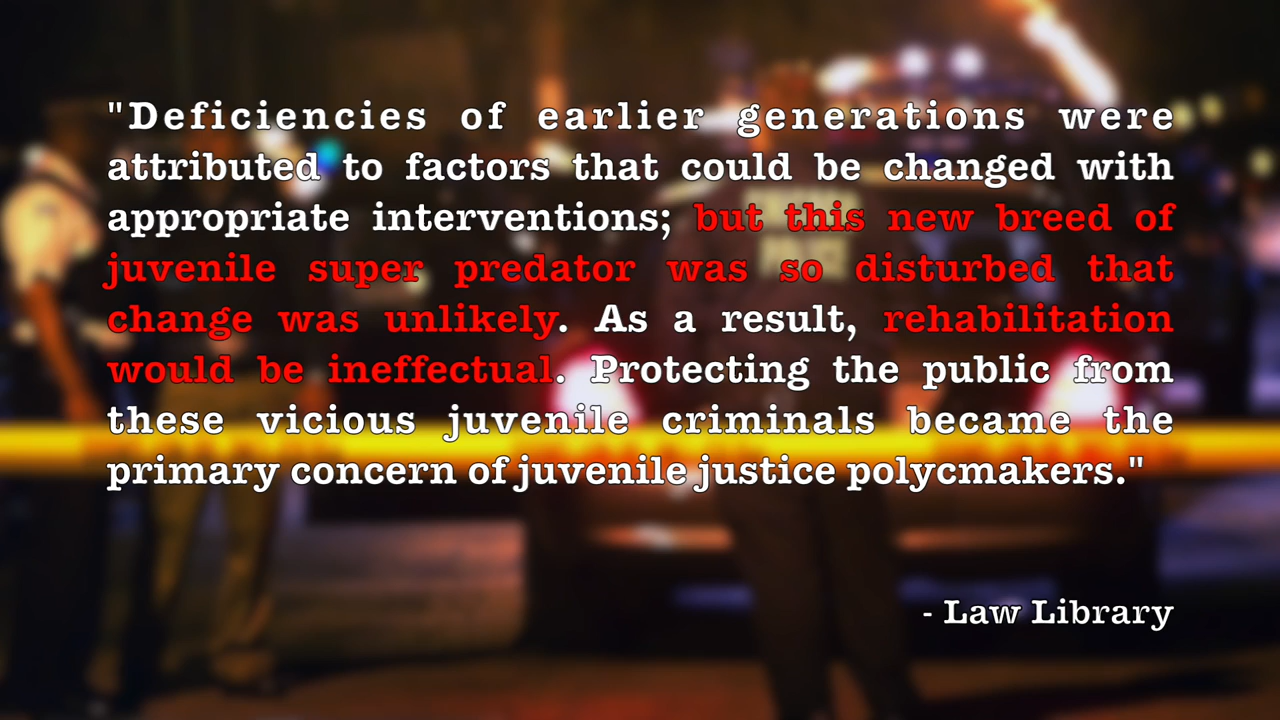 "Deficiencies of earlier generations were
attributed to factors that could be changed with
appropriate interventions; but this new breed of
juvenile super predator was so disturbed that
change was unlikely. As a result, rehabilitation
would be ineffectual. Protecting the public from
these vicious juvenile criminals became the
primary concern of juvenile justice polycmakers."
- Law Library